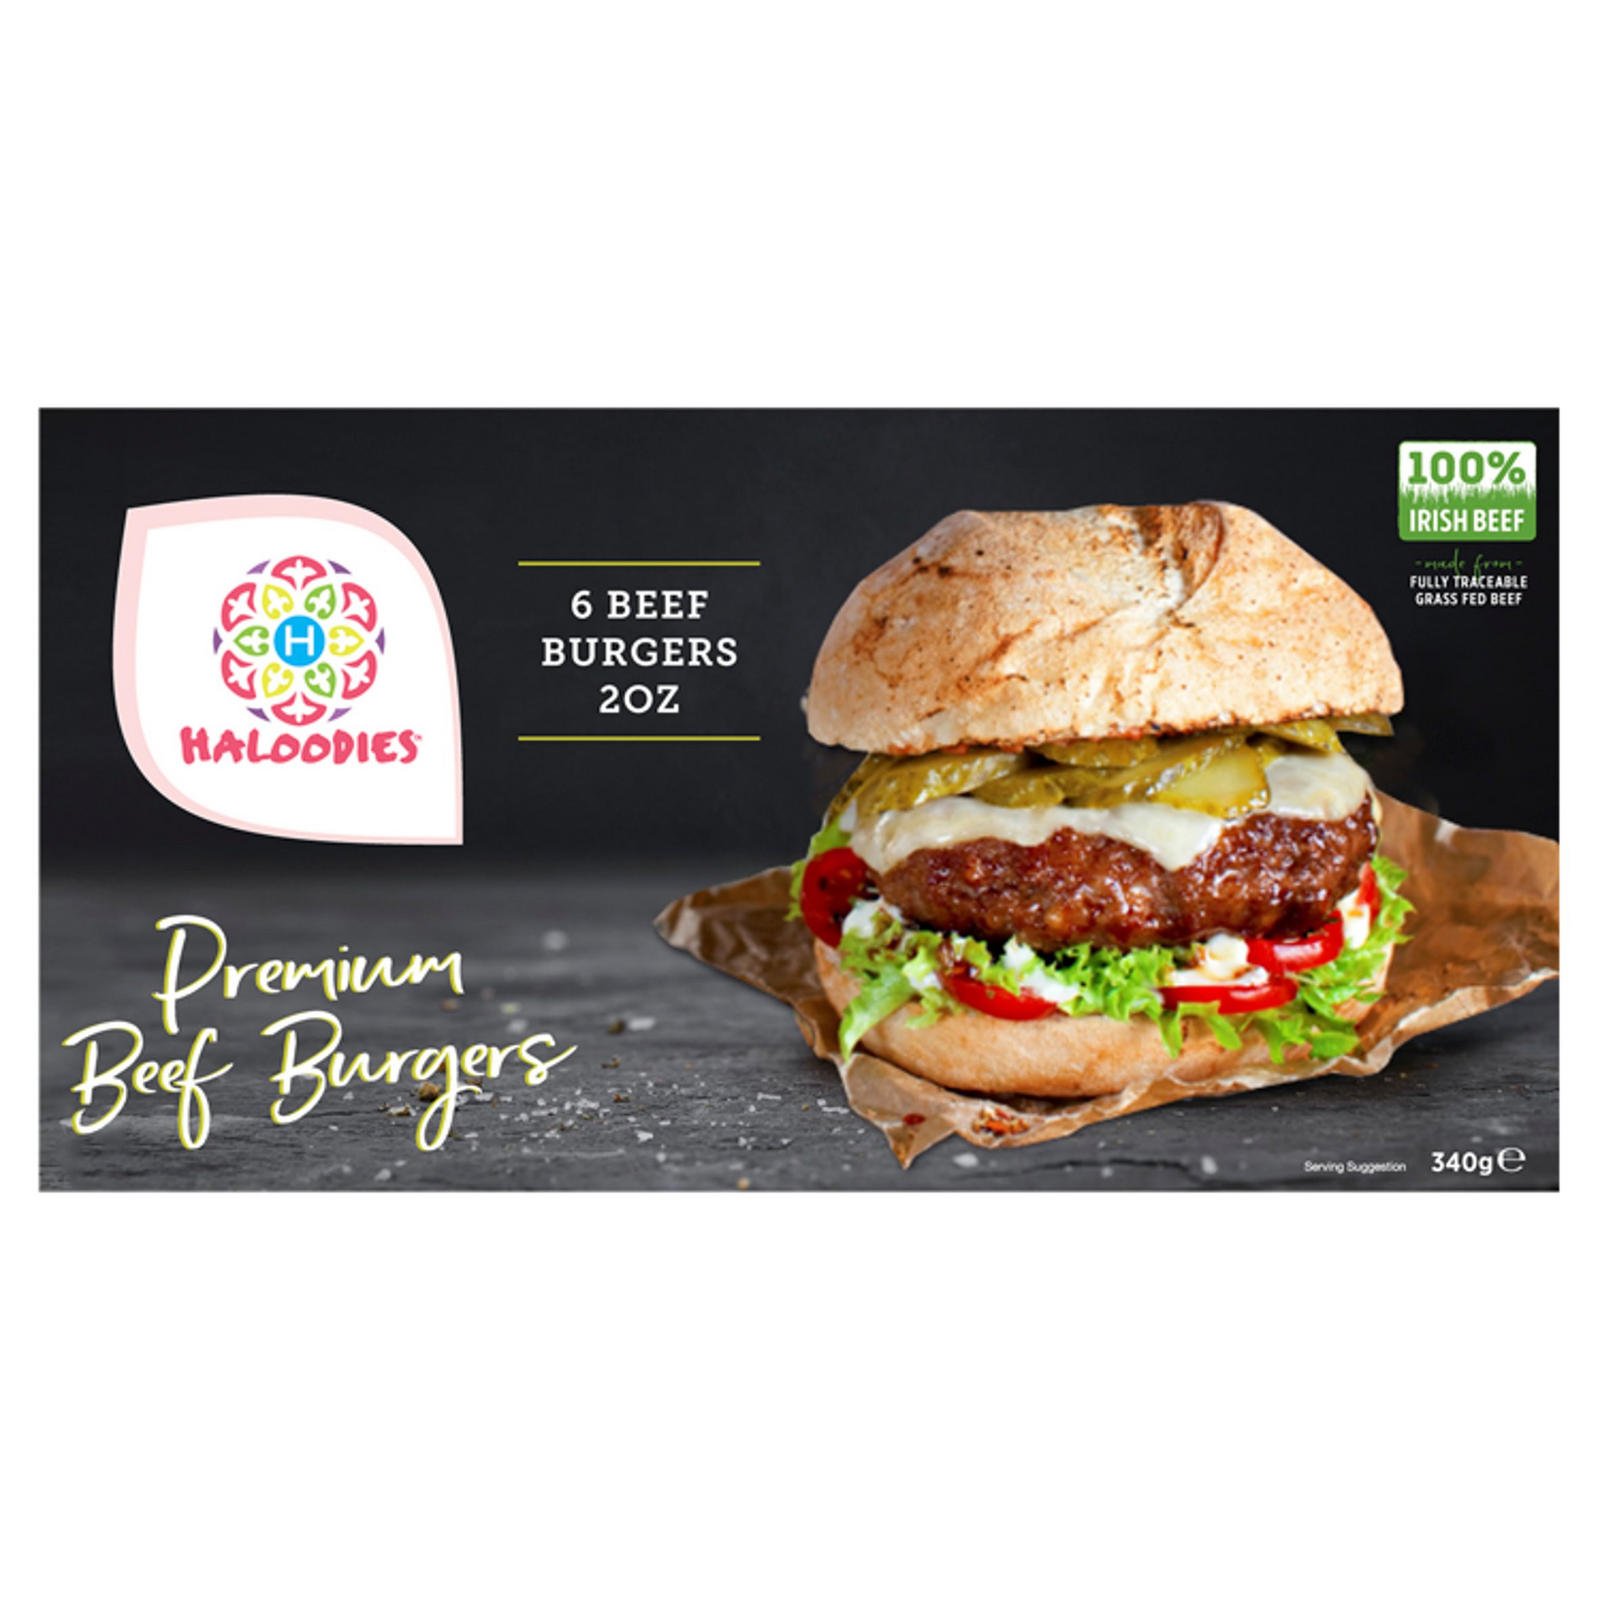 H
HALOODIES™
6 BEEF
BURGERS
2OZ
Premium
Beef Burgers
100%
IRISH BEEF
-made from-
FULLY TRACEABLE
GRASS FED BEEF
Serving Suggestion
340g℮